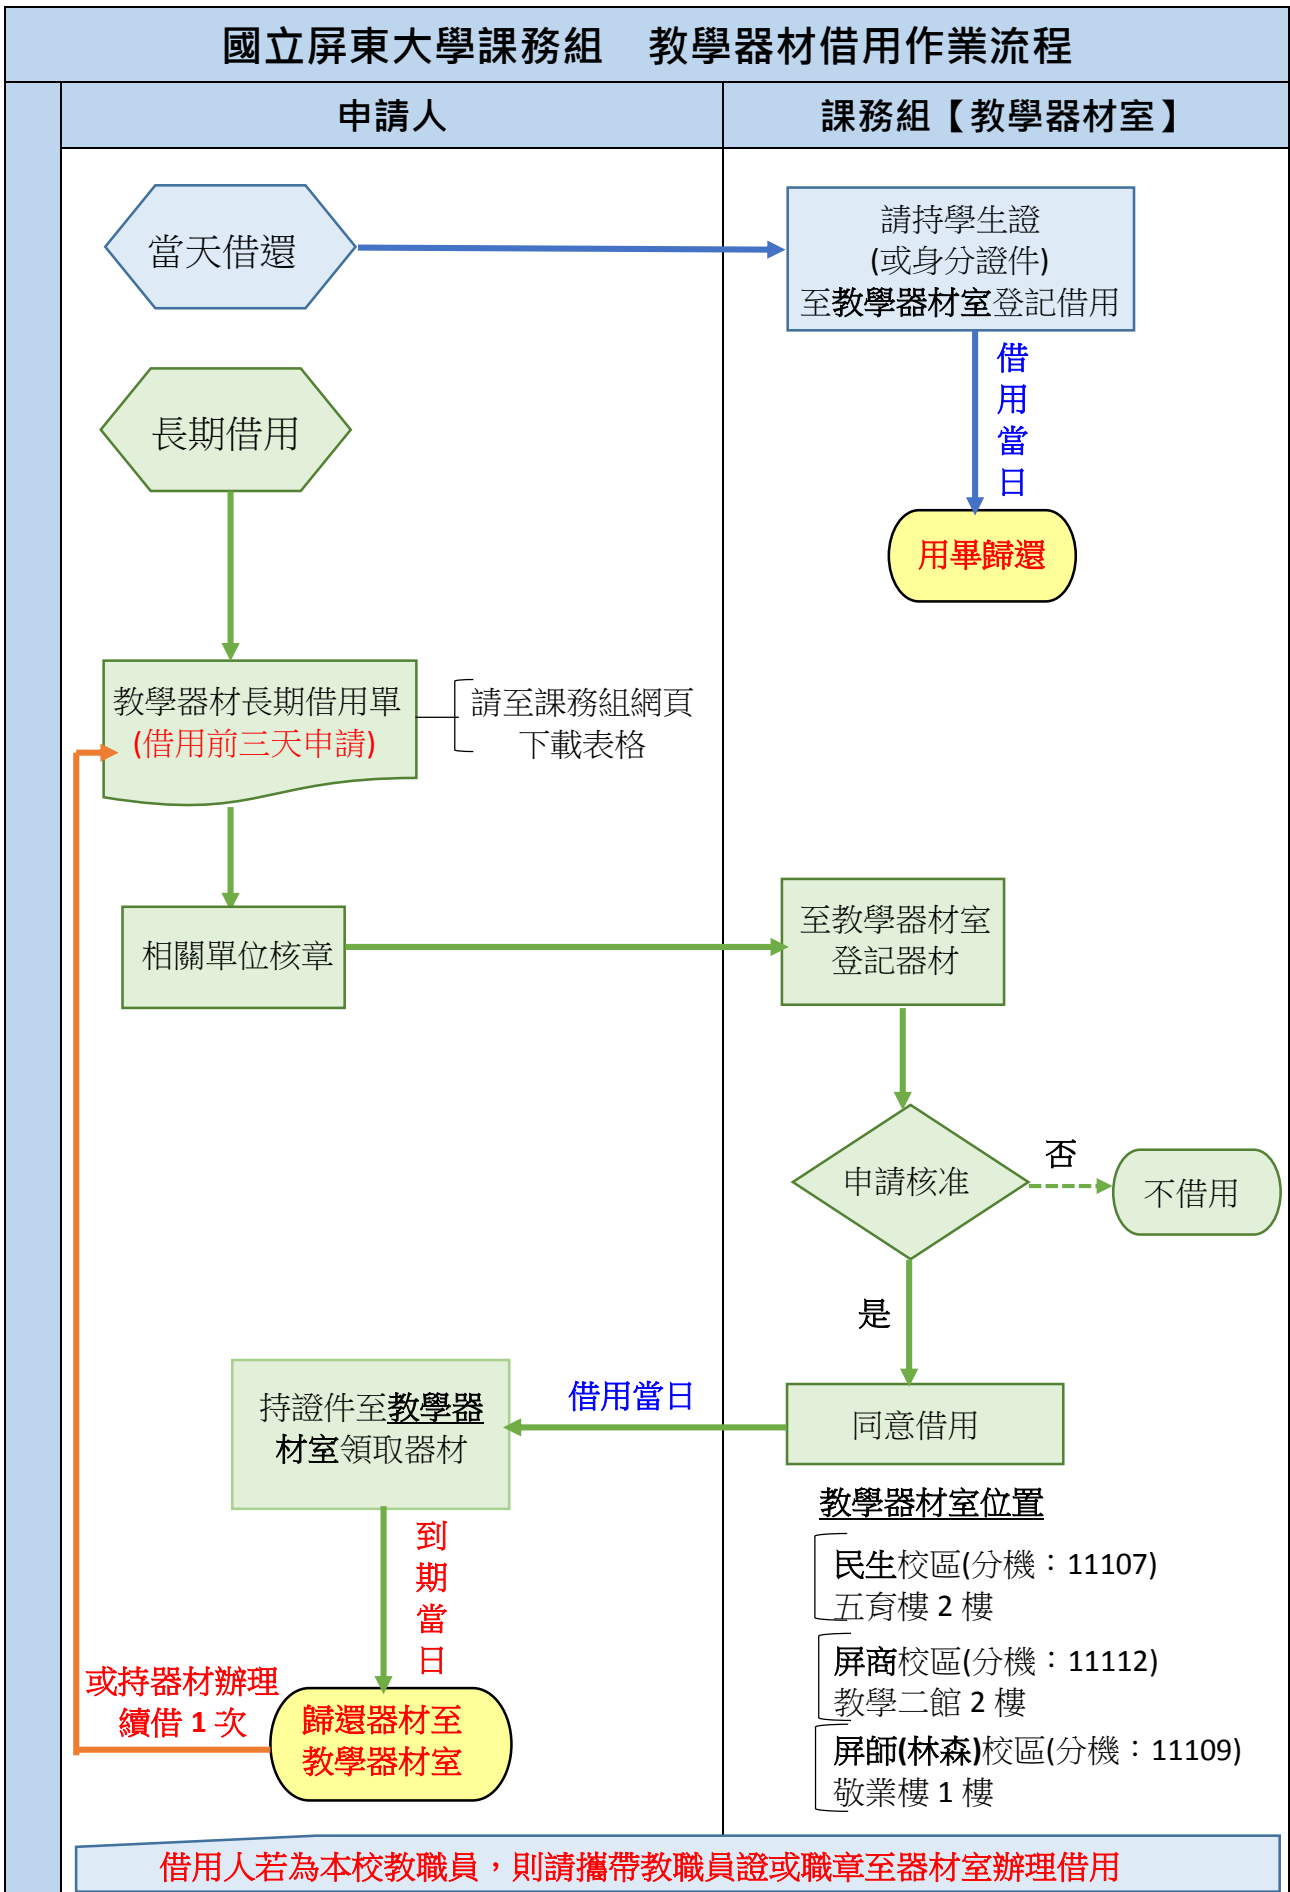 國立屏東大學課務組　教學器材借用作業流程
申請人
課務組【教學器材室】
當天借還
請持學生證
(或身分證件)
至教學器材室登記借用
借用當日
用畢歸還
長期借用
教學器材長期借用單
(借用前三天申請)
請至課務組網頁
下載表格
相關單位核章
至教學器材室
登記器材
申請核准
否
不借用
是
同意借用
借用當日
持證件至教學器
材室領取器材
到期當日
歸還器材至
教學器材室
或持器材辦理
續借 1 次
教學器材室位置
民生校區(分機：11107)
五育樓 2 樓
屏商校區(分機：11112)
教學二館 2 樓
屏師(林森)校區(分機：11109)
敬業樓 1 樓
借用人若為本校教職員，則請攜帶教職員證或職章至器材室辦理借用